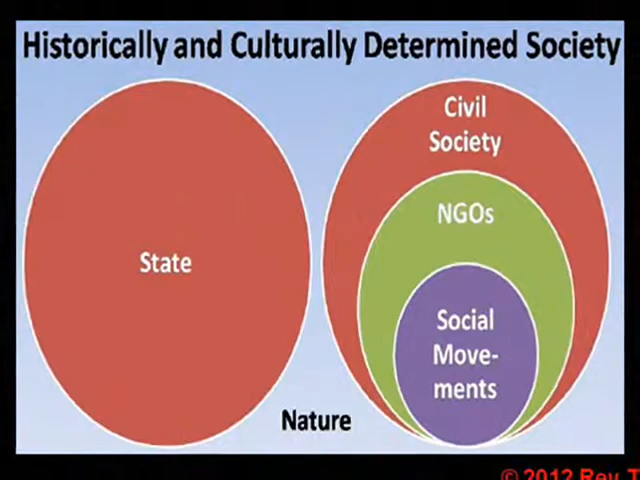 Historically and Culturally Determined Society
State
Civil
Society
NGOs
Social
Move-
ments
Nature
© 2012 Rev. T